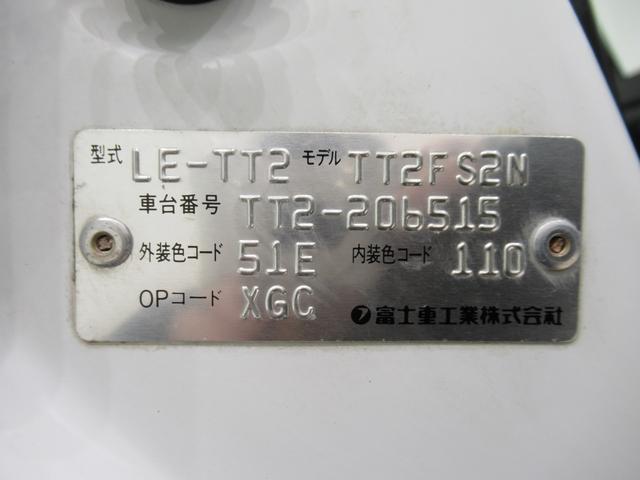 型式 LE-TT2 モデル TT2FS2N
車台番号 TT2-206515
外装色コード 51E 内装色コード 110
OPコード XGC
富士重工業株式会社